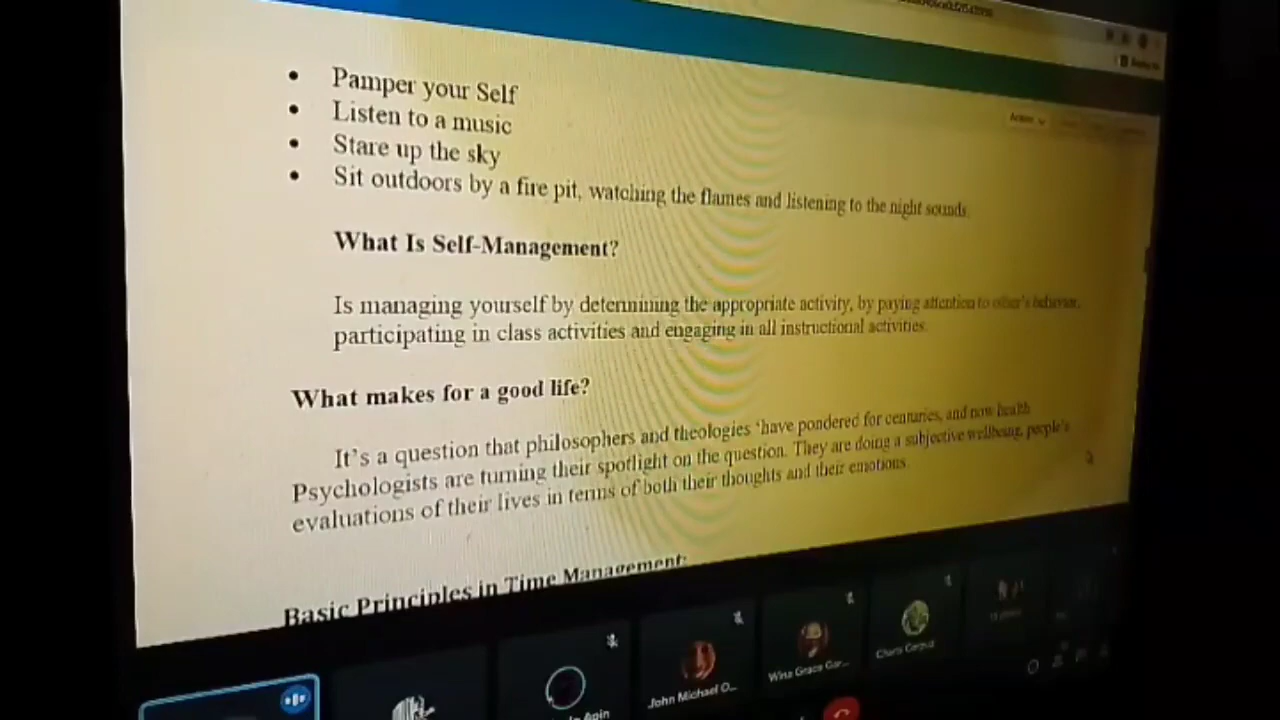 Pamper your Self
Listen to a music
Stare up the sky
Sit outdoors by a fire pit, watching the flames and listening to the night sounds.
What Is Self-Management?
Is managing yourself by determining the appropriate activity, by paying attention to other's behavior,
participating in class activities and engaging in all instructional activities.
What makes for a good life?
It's a question that philosophers and theologies 'have pondered for centuries, and now health
Psychologists are turning their spotlight on the question. They are doing a subjective wellbeing, people's
evaluations of their lives in terms of both their thoughts and their emotions.
Basic Principles in Time Management:
John Michael O...
Wina Grace Gar...